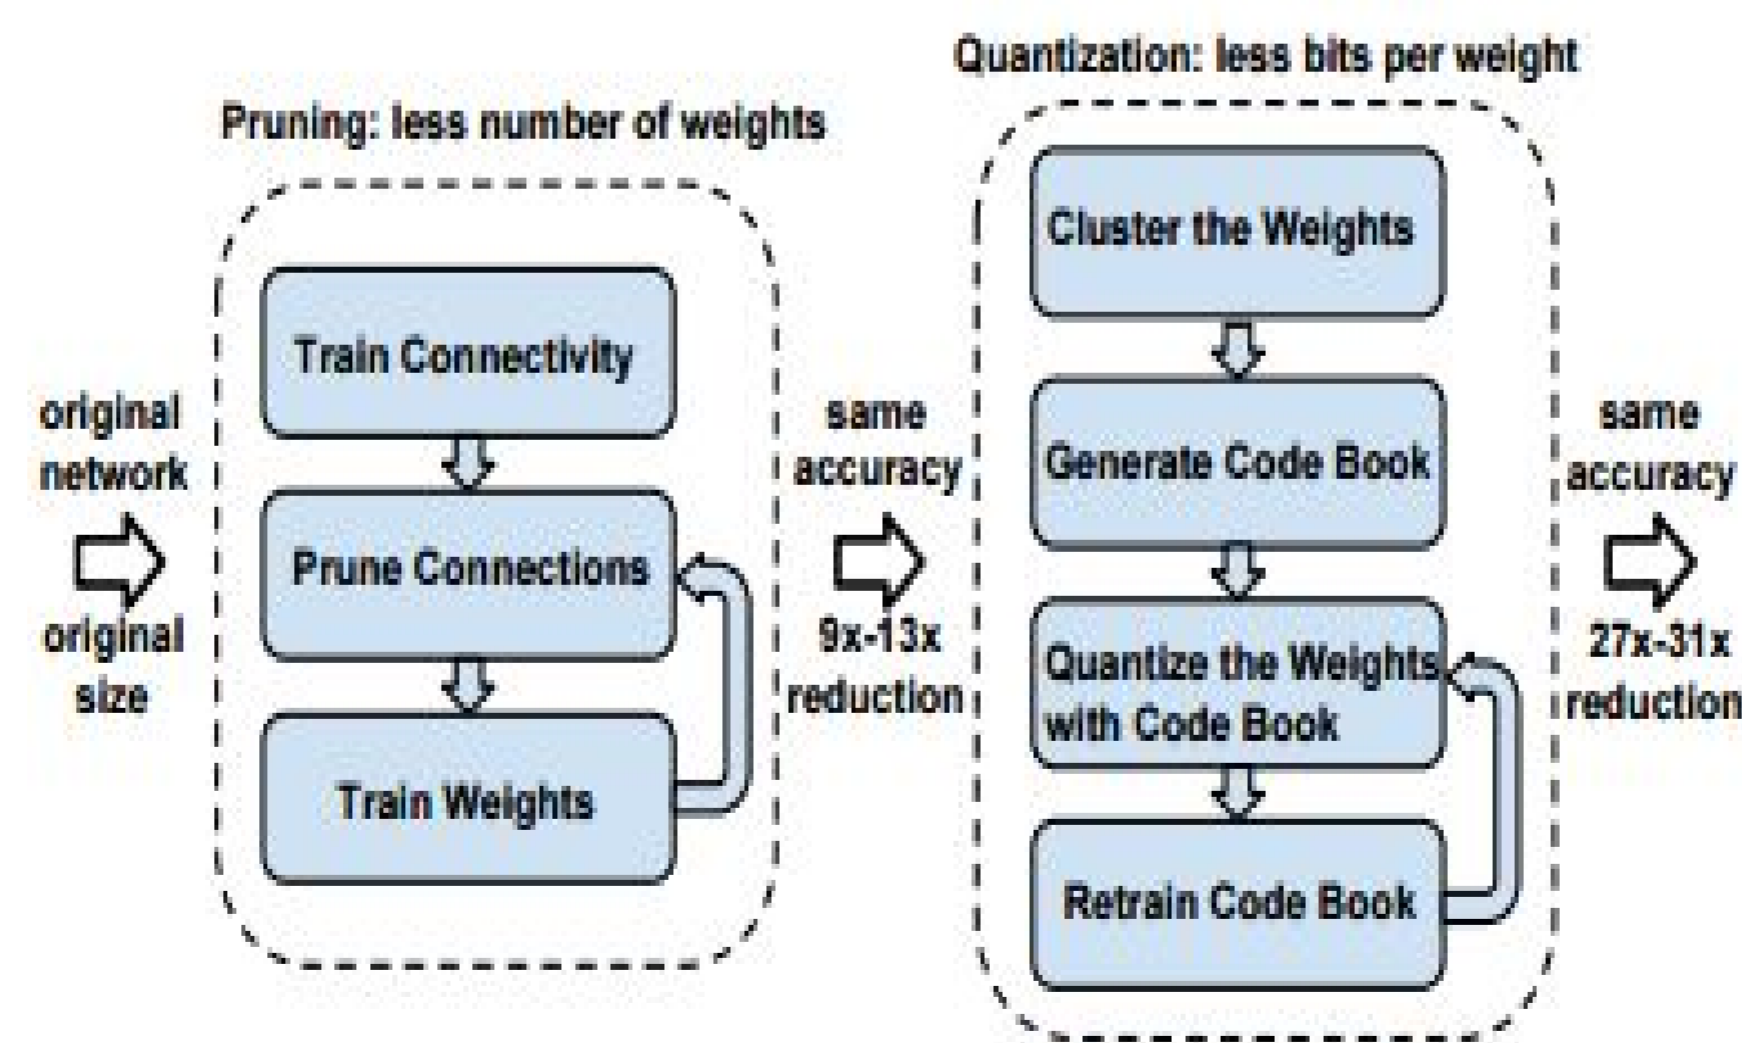 original
network
original
size
Pruning: less number of weights
Train Connectivity
Prune Connections
Train Weights
same
accuracy
9x-13x
reduction
Quantization: less bits per weight
Cluster the Weights
Generate Code Book
Quantize the Weights
with Code Book
Retrain Code Book
same
accuracy
27x-31x
reduction